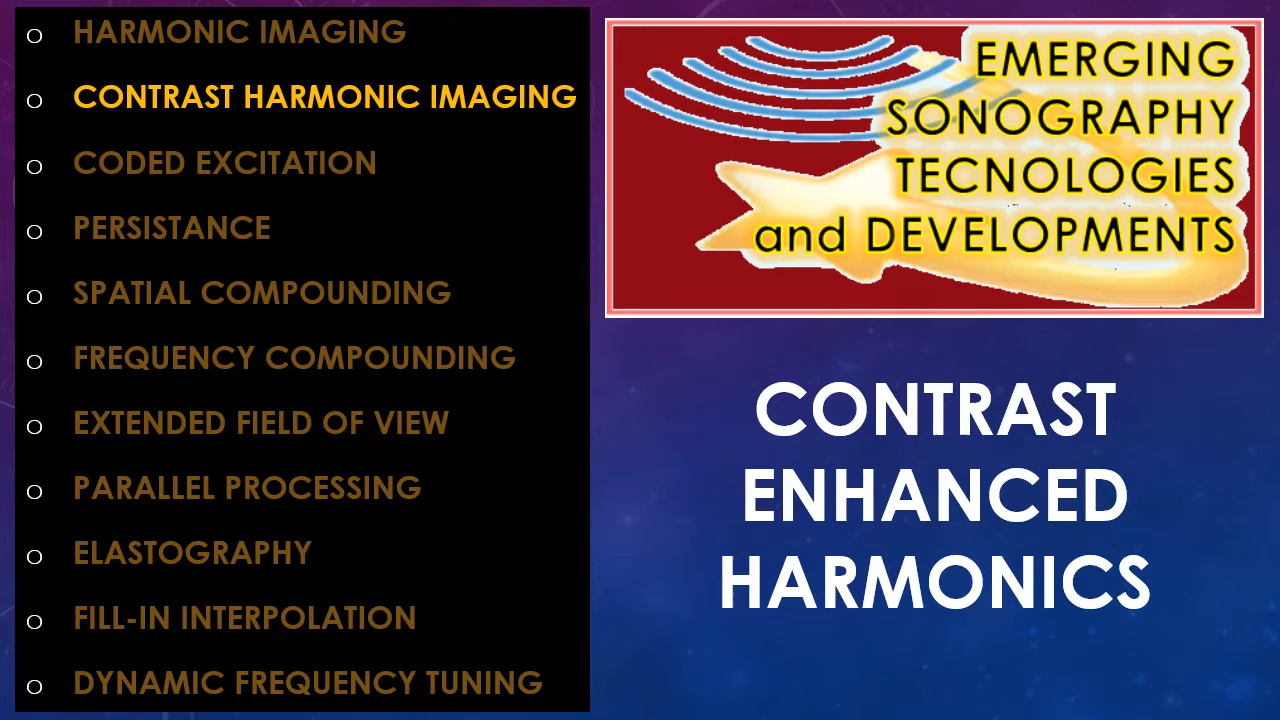 o HARMONIC IMAGING
o CONTRAST HARMONIC IMAGING
o CODED EXCITATION
o PERSISTANCE
o SPATIAL COMPOUNDING
o FREQUENCY COMPOUNDING
o EXTENDED FIELD OF VIEW
o PARALLEL PROCESSING
o ELASTOGRAPHY
o FILL-IN INTERPOLATION
o DYNAMIC FREQUENCY TUNING
EMERGING
SONOGRAPHY
TECNOLOGIES
and DEVELOPMENTS
CONTRAST
ENHANCED
HARMONICS